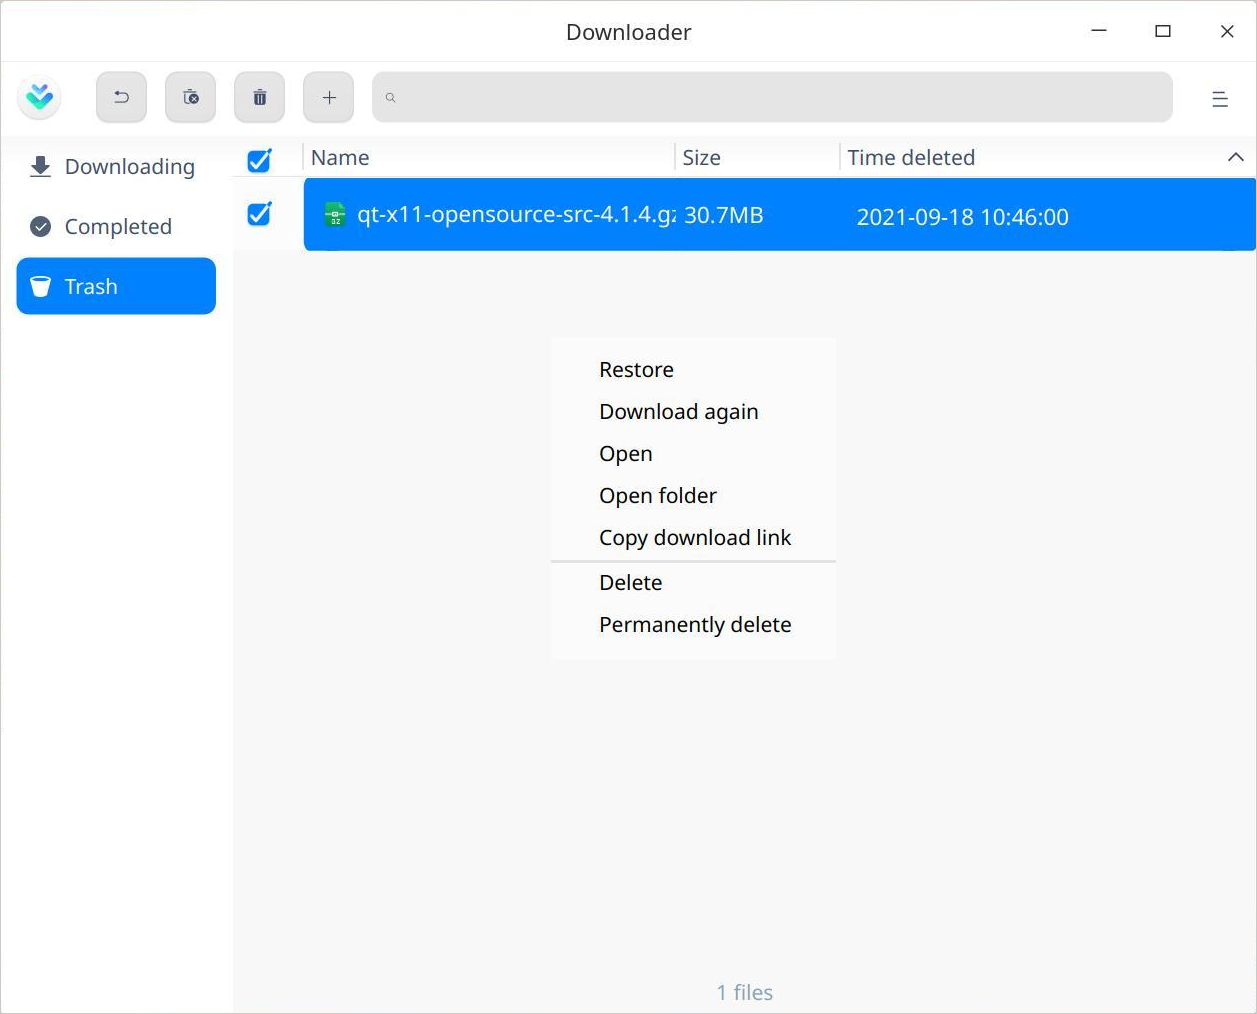 Downloader
Downloading
Completed
Trash
Name Size Time deleted
qt-x11-opensource-src-4.1.4.gz 30.7MB 2021-09-18 10:46:00
Restore
Download again
Open
Open folder
Copy download link
Delete
Permanently delete
1 files